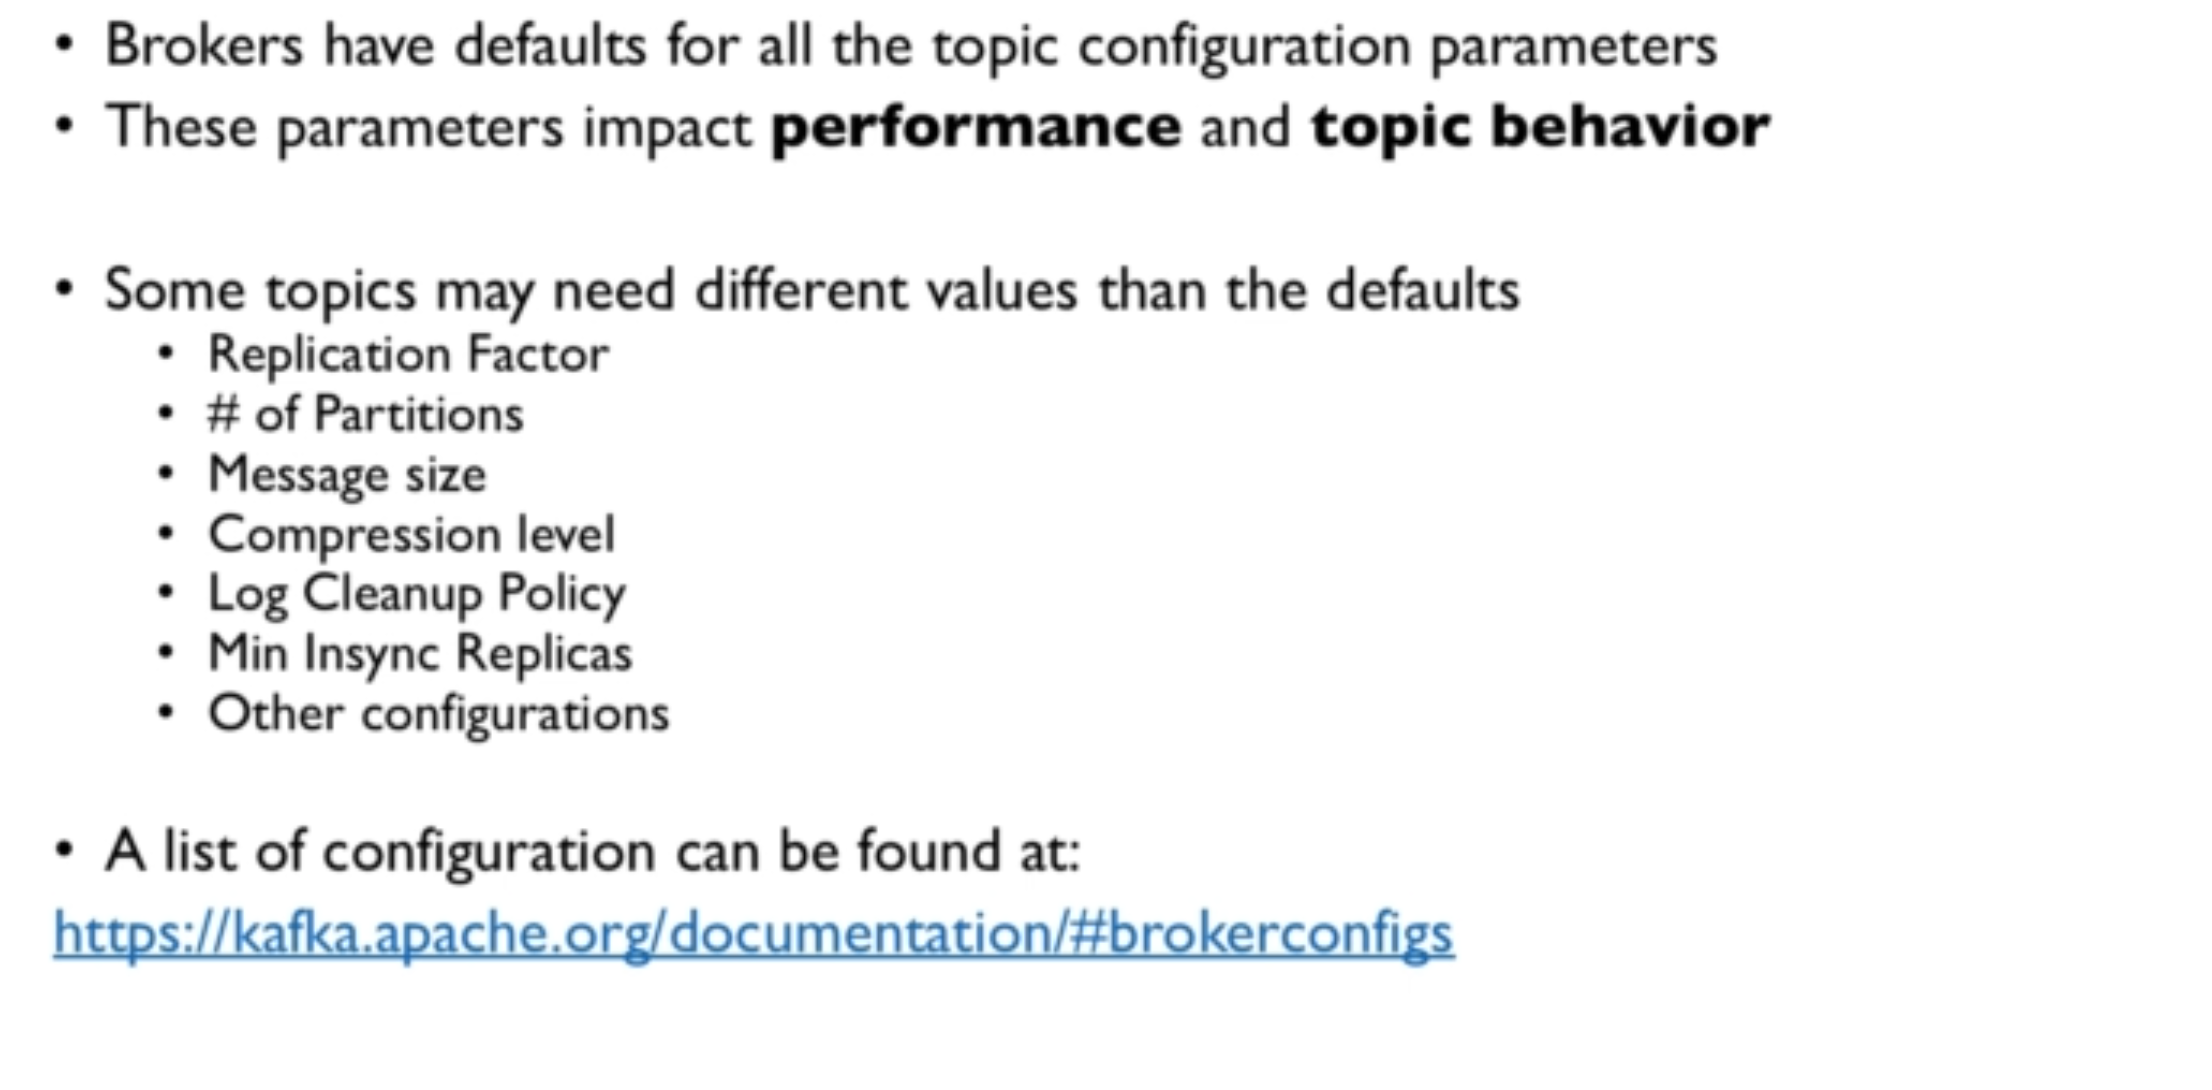 • Brokers have defaults for all the topic configuration parameters
• These parameters impact performance and topic behavior
• Some topics may need different values than the defaults
• Replication Factor
• # of Partitions
• Message size
• Compression level
• Log Cleanup Policy
• Min Insync Replicas
• Other configurations
• A list of configuration can be found at:
https://kafka.apache.org/documentation/#brokerconfigs